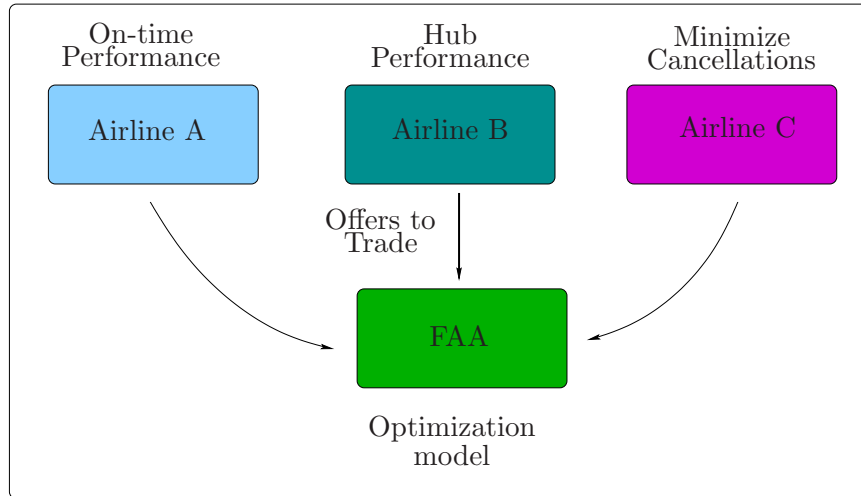 On-time
Performance
Hub
Performance
Minimize
Cancellations
Airline A
Airline B
Airline C
Offers to
Trade
FAA
Optimization
model